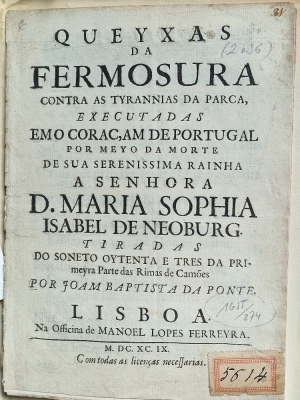 QUEYXAS
DA
(2036)
FERMOSURA
CONTRA AS TYRANNIAS DA PARCA,
EXECUTADAS
EM O CORAC,AM DE PORTUGAL
POR MEYO DA MORTE
DE SUA SERENISSIMA RAINHA
A SENHORA
D. MARIA SOPHIA
ISABEL DE NEOBURG.
TIRADAS
DO SONETO OYTENTA E TRES DA PRI-
meyra Parte das Rimas de Camões
POR JOAM BAPTISTA DA PONTE.
LISBOA.
Na Officina de MANOEL LOPES FERREYRA.
M. DC. XC. IX.
Com todas as licenças necessarias.
5614